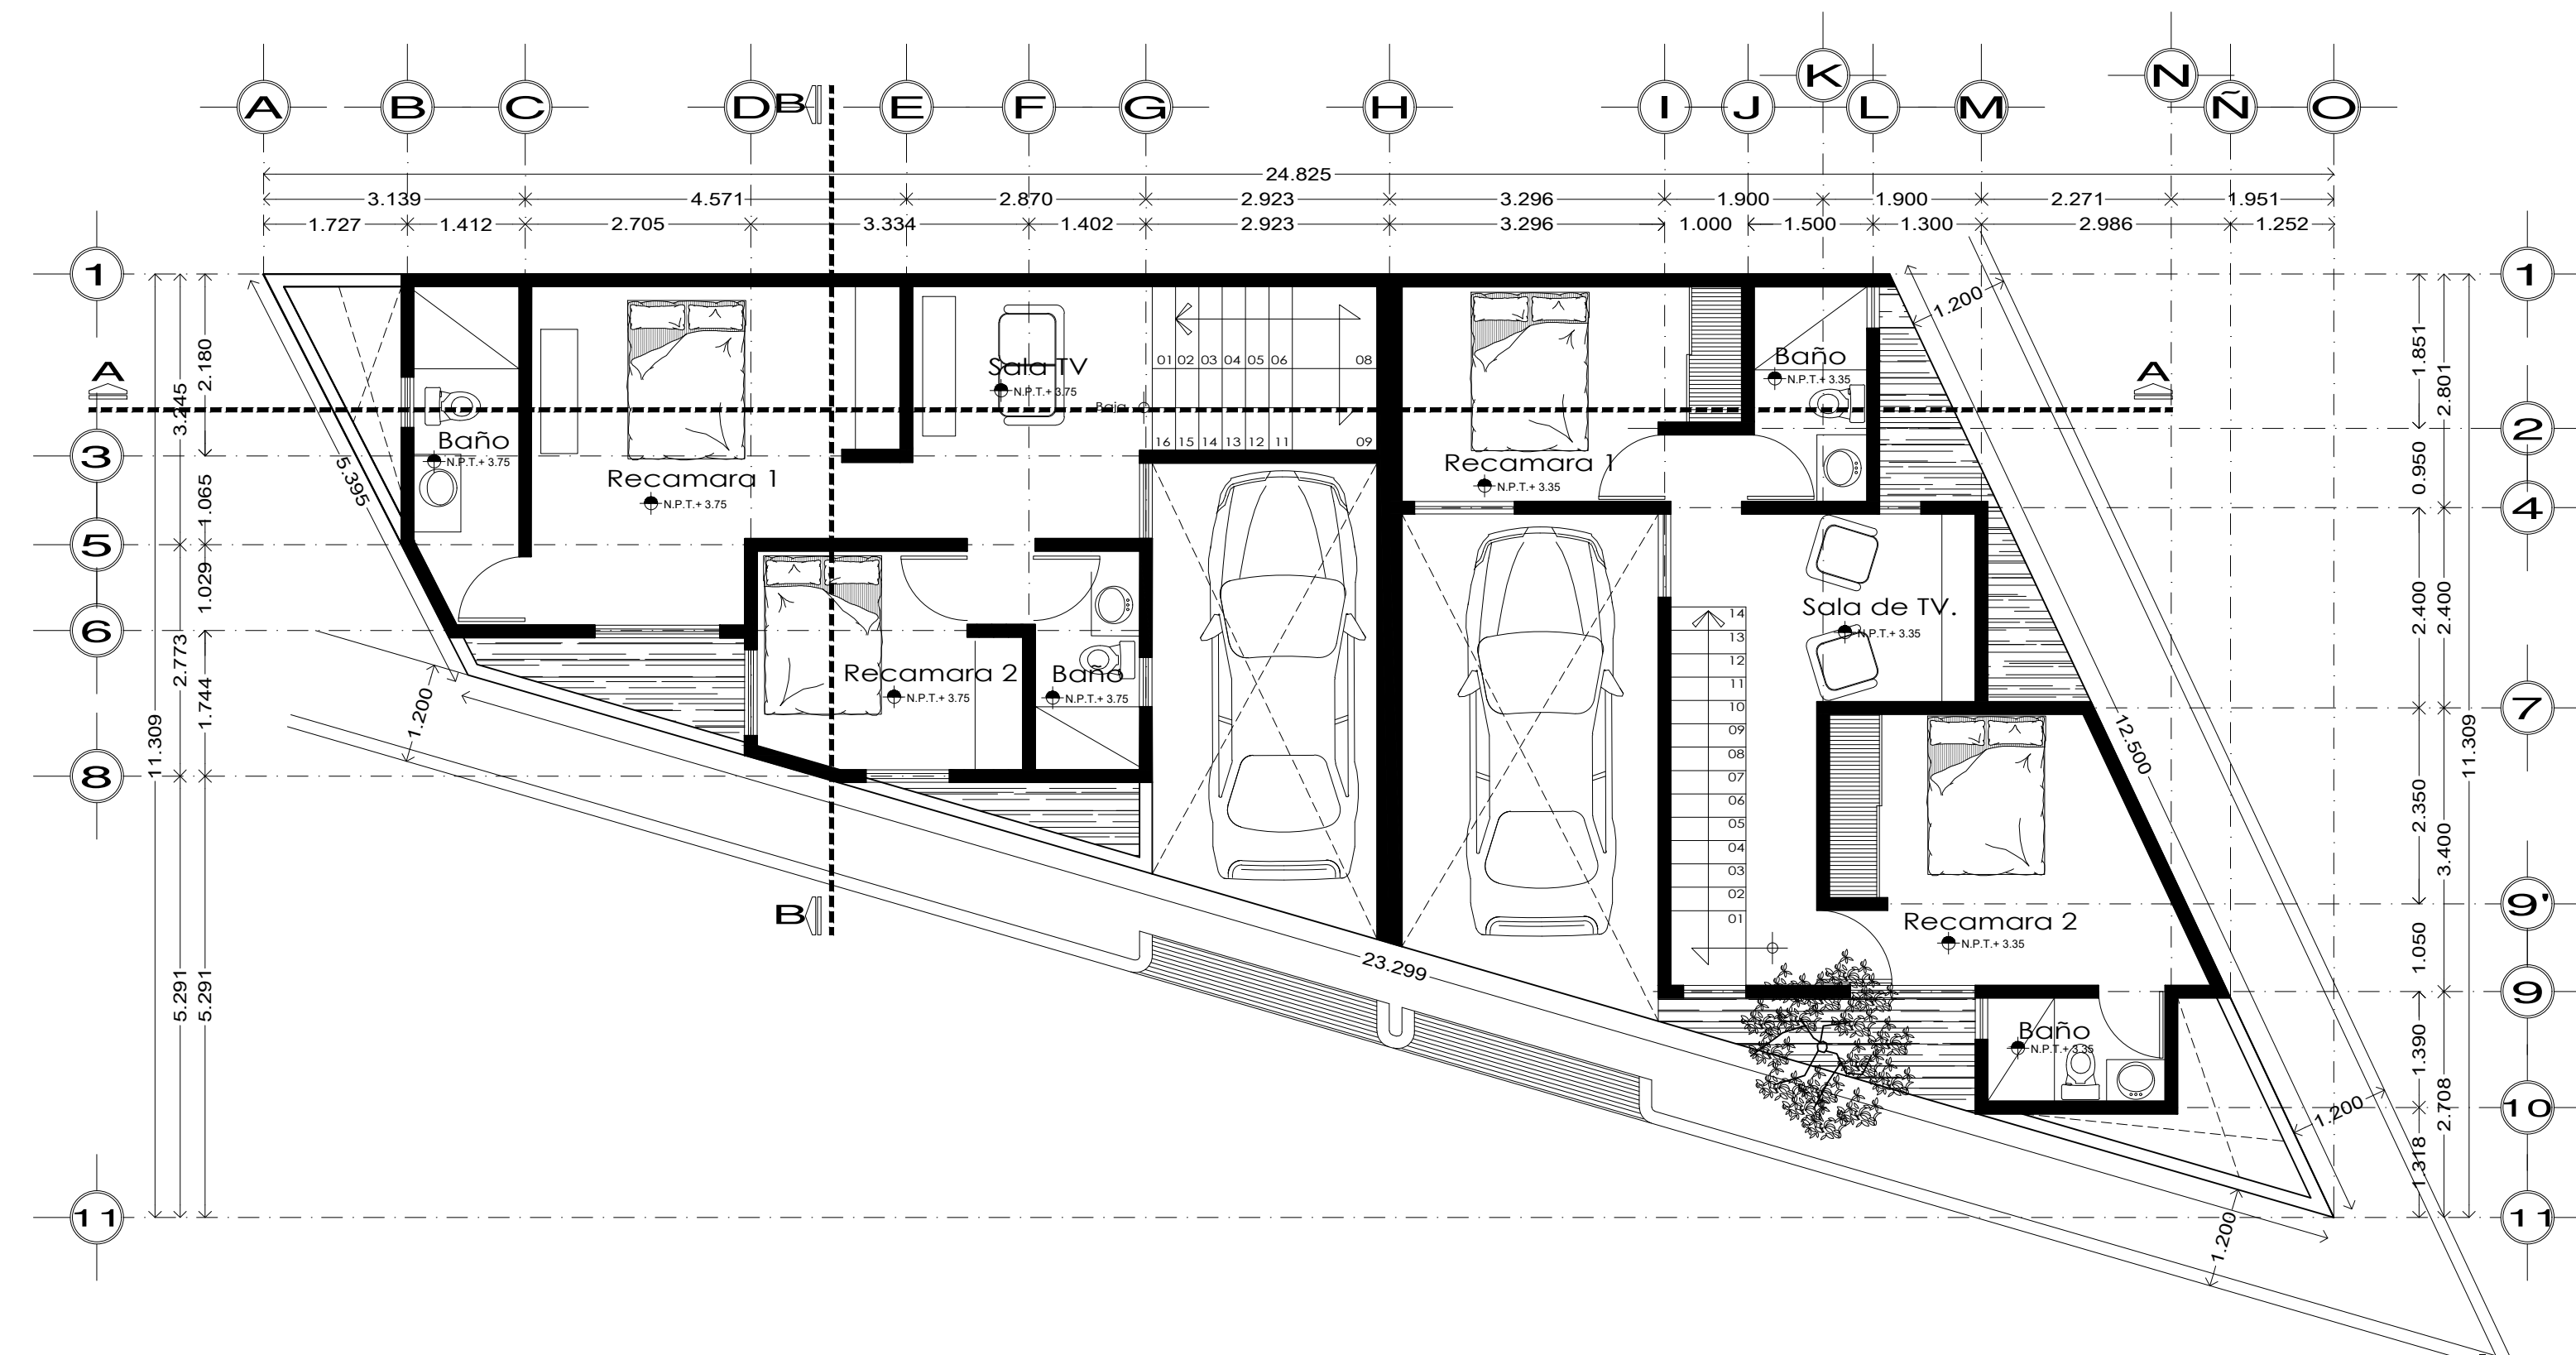 K N
A B C D B E F G H I J L M Ñ O
24.825
3.139 4.571 2.870 2.923 3.296 1.900 1.900 2.271 1.951
1.727 1.412 2.705 3.334 1.402 2.923 3.296 1.000 1.500 1.300 2.986 1.252
1 1
1.200
2.180 1.851
3.245 2.801
A A
Sala TV
N.P.T.+ 3.75
Baja
01 02 03 04 05 06 08
16 15 14 13 12 11 09
Baño
N.P.T.+ 3.35
2
3
Baño
N.P.T.+ 3.75
Recamara 1
N.P.T.+ 3.75
Recamara 1
N.P.T.+ 3.35
5.395
1.065 0.950
4
5
1.029 2.400 2.400
6
Sala de TV.
N.P.T.+ 3.35
2.773
1.744
Recamara 2
N.P.T.+ 3.75
Baño
N.P.T.+ 3.75
1.200
14
13
12
11
10
09
08
07
06
05
04
03
02
01
7
11.309 12.500 11.309
8
2.350
3.400
B
9'
Recamara 2
N.P.T.+ 3.35
23.299
5.291 5.291 1.050
9
Baño
N.P.T.+ 3.35
1.390
2.708
1.200
10
1.318
11 11
1.200